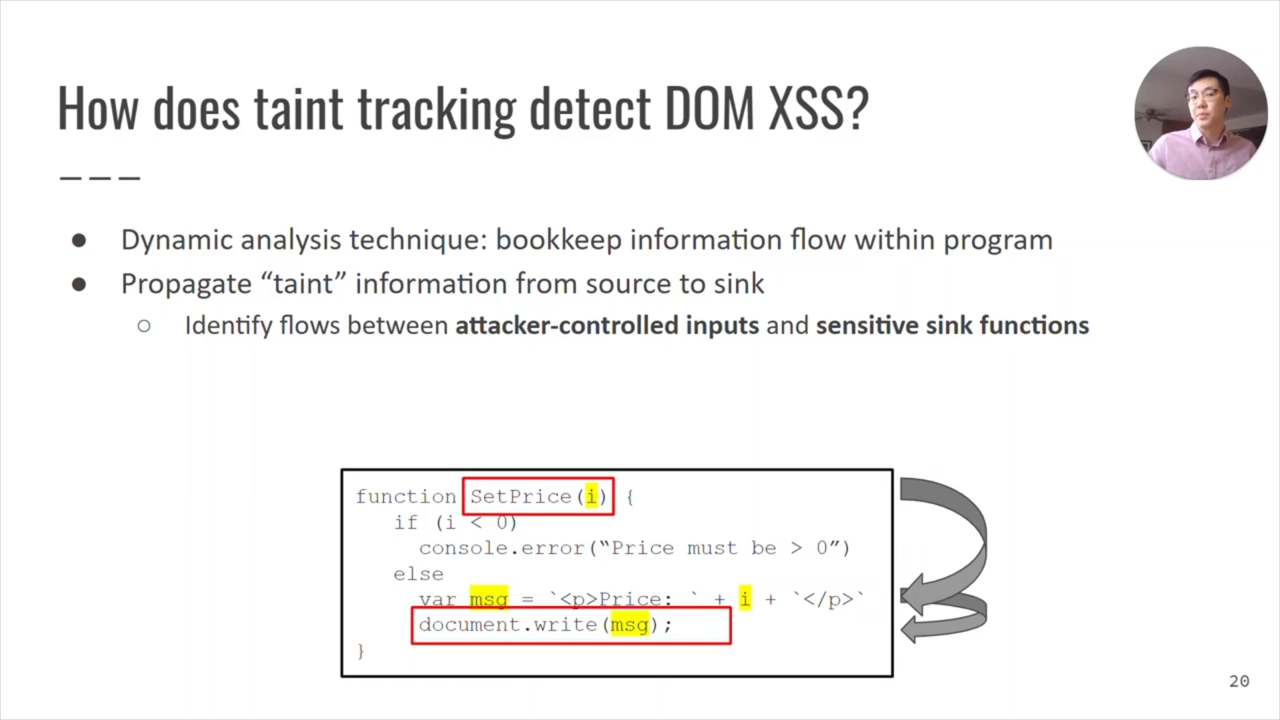 How does taint tracking detect DOM XSS?
● Dynamic analysis technique: bookkeep information flow within program
● Propagate “taint” information from source to sink
○ Identify flows between attacker-controlled inputs and sensitive sink functions
function SetPrice(i) {
if (i < 0)
console.error(“Price must be > 0”)
else
var msg = `<p>Price: ` + i + `</p>`
document.write(msg);
}
20